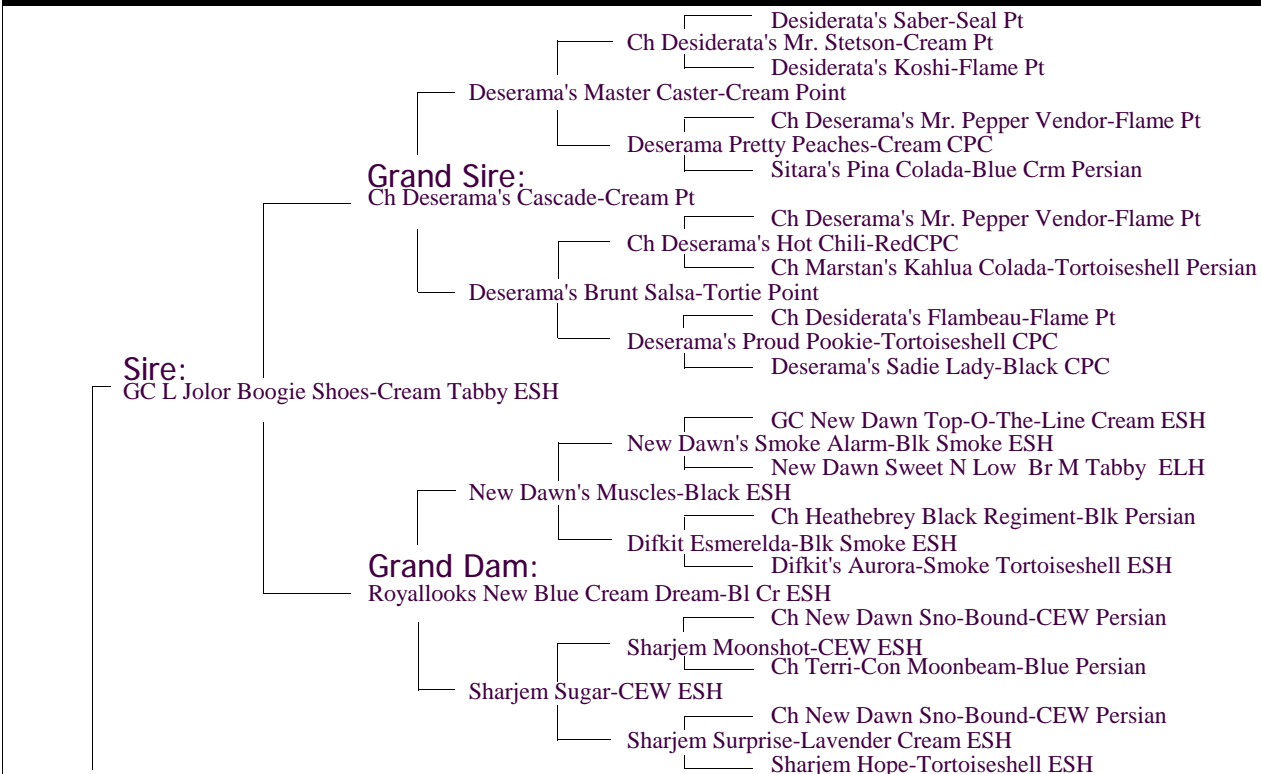 Desiderata's Saber-Seal Pt
Ch Desiderata's Mr. Stetson-Cream Pt
Desiderata's Koshi-Flame Pt
Deserama's Master Caster-Cream Point
Ch Deserama's Mr. Pepper Vendor-Flame Pt
Deserama Pretty Peaches-Cream CPC
Sitara's Pina Colada-Blue Crm Persian
Grand Sire:
Ch Deserama's Cascade-Cream Pt
Ch Deserama's Mr. Pepper Vendor-Flame Pt
Ch Deserama's Hot Chili-RedCPC
Ch Marstan's Kahlua Colada-Tortoiseshell Persian
Deserama's Brunt Salsa-Tortie Point
Ch Desiderata's Flambeau-Flame Pt
Deserama's Proud Pookie-Tortoiseshell CPC
Deserama's Sadie Lady-Black CPC
Sire:
GC L Jolor Boogie Shoes-Cream Tabby ESH
GC New Dawn Top-O-The-Line Cream ESH
New Dawn's Smoke Alarm-Blk Smoke ESH
New Dawn Sweet N Low  Br M Tabby  ELH
New Dawn's Muscles-Black ESH
Ch Heathebrey Black Regiment-Blk Persian
Difkit Esmerelda-Blk Smoke ESH
Difkit's Aurora-Smoke Tortoiseshell ESH
Grand Dam:
Royallooks New Blue Cream Dream-Bl Cr ESH
Ch New Dawn Sno-Bound-CEW Persian
Sharjem Moonshot-CEW ESH
Ch Terri-Con Moonbeam-Blue Persian
Sharjem Sugar-CEW ESH
Ch New Dawn Sno-Bound-CEW Persian
Sharjem Surprise-Lavender Cream ESH
Sharjem Hope-Tortoiseshell ESH